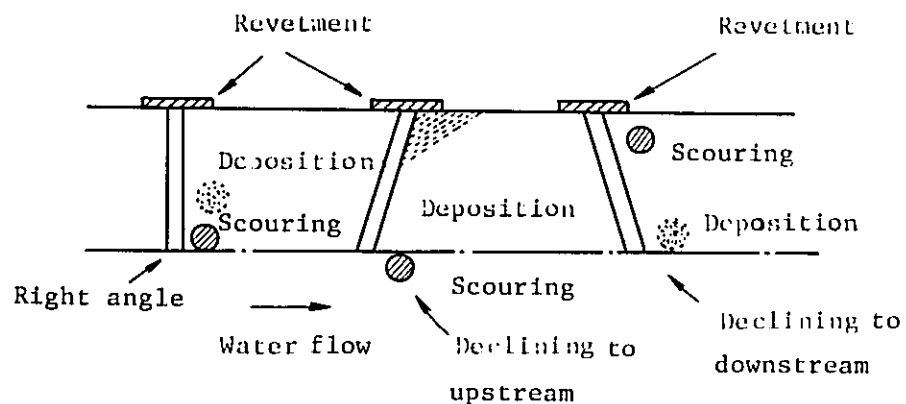 Revetment
Revetment
Deposition
Scouring
Scouring
Deposition
Deposition
Scouring
Right angle
Water flow
Declining to
upstream
Declining to
downstream